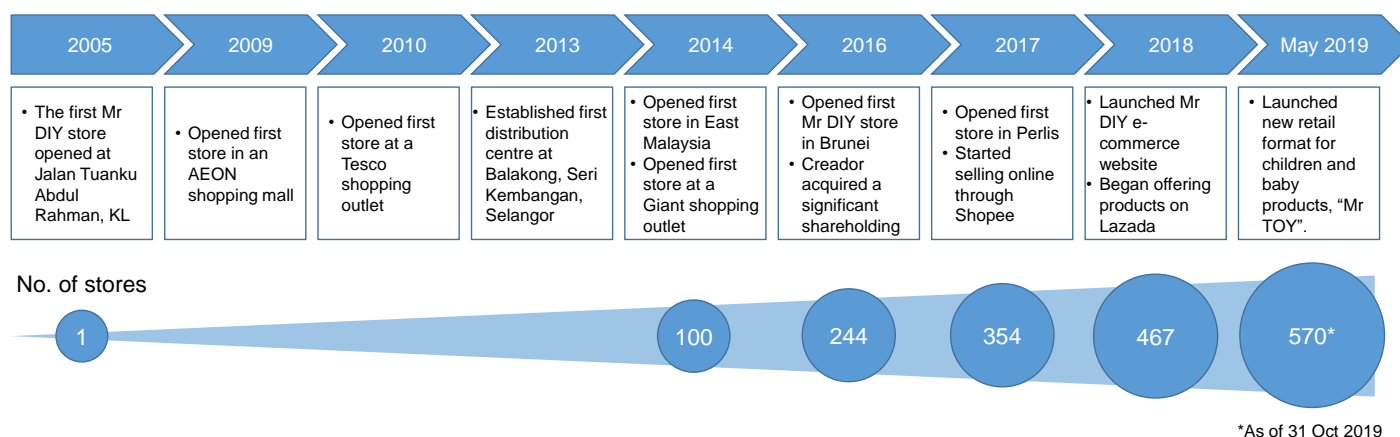 2005
2009
2010
2013
2014
2016
2017
2018
May 2019
• The first Mr
DIY store
opened at
Jalan Tuanku
Abdul
Rahman, KL
• Opened first
store in an
AEON
shopping mall
• Opened first
store at a
Tesco
shopping
outlet
• Established first
distribution
centre at
Balakong, Seri
Kembangan,
Selangor
• Opened first
store in East
Malaysia
• Opened first
store at a
Giant shopping
outlet
• Opened first
Mr DIY store
in Brunei
• Creador
acquired a
significant
shareholding
• Opened first
store in Perlis
• Started
selling online
through
Shopee
• Launched Mr
DIY e-
commerce
website
• Began offering
products on
Lazada
• Launched
new retail
format for
children and
baby
products, “Mr
TOY”.
No. of stores
1
100
244
354
467
570*
*As of 31 Oct 2019